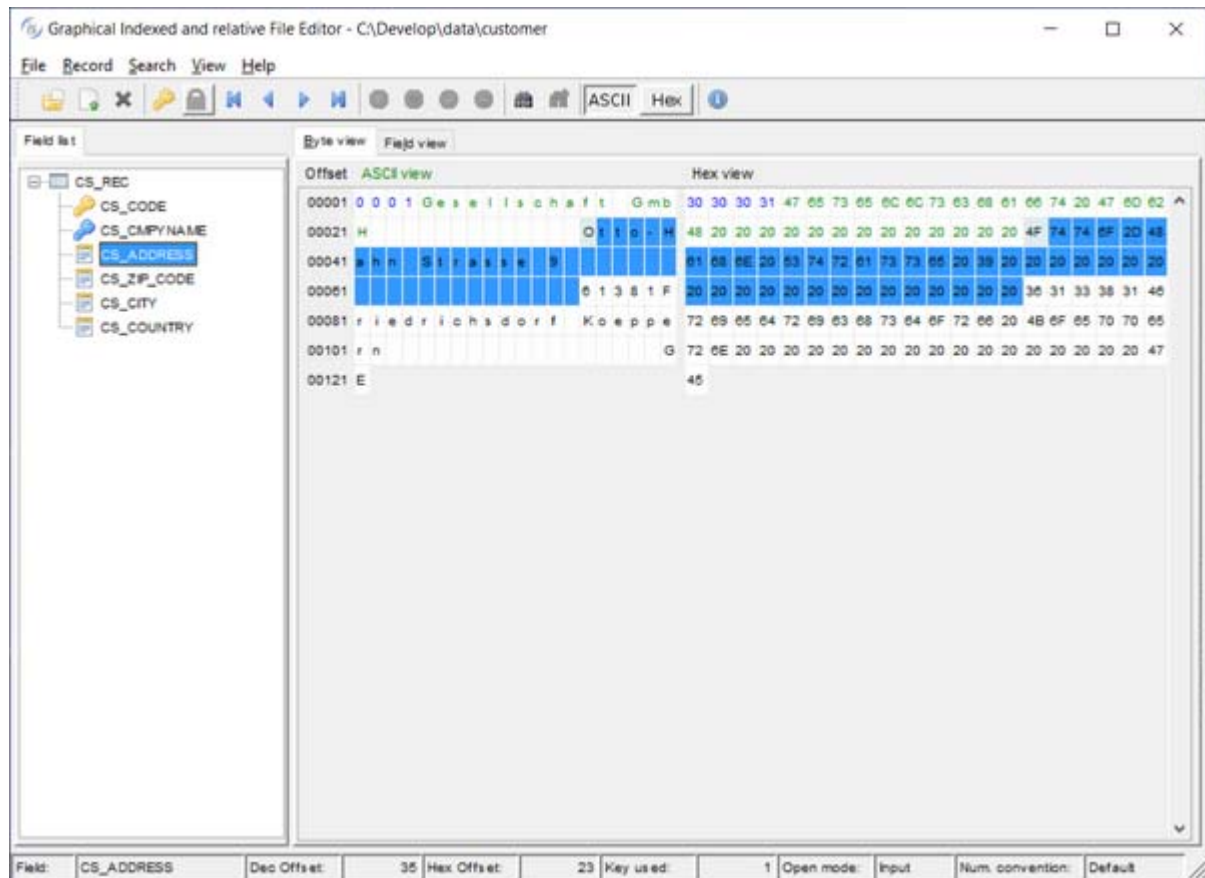 Graphical Indexed and relative File Editor - C:\Develop\data\customer
File Record Search View Help
ASCII Hex
Field list
Byte view Field view
CS_REC
CS_CODE
CS_CMPYNAME
CS_ADDRESS
CS_ZIP_CODE
CS_CITY
CS_COUNTRY
Offset ASCII view Hex view
00001 0 0 0 1 G e s e l l s c h a f t G m b 30 30 30 31 47 65 73 65 6C 6C 73 63 68 61 66 74 20 47 6D 62
00021 H O t t o - H 48 20 20 20 20 20 20 20 20 20 20 20 20 20 4F 74 74 6F 2D 48
00041 a h n S t r a s s e 9 61 68 6E 20 53 74 72 61 73 73 65 20 39 20 20 20 20 20 20 20
00061 6 1 3 8 1 F 20 20 20 20 20 20 20 20 20 20 20 20 20 20 36 31 33 38 31 46
00081 r i e d r i c h s d o r f K o e p p e 72 69 65 64 72 69 63 68 73 64 6F 72 66 20 4B 6F 65 70 70 65
00101 r n G 72 6E 20 20 20 20 20 20 20 20 20 20 20 20 20 20 20 20 20 47
00121 E 45
Field: CS_ADDRESS Dec Offset: 35 Hex Offset: 23 Key used: 1 Open mode: Input Num. convention: Default